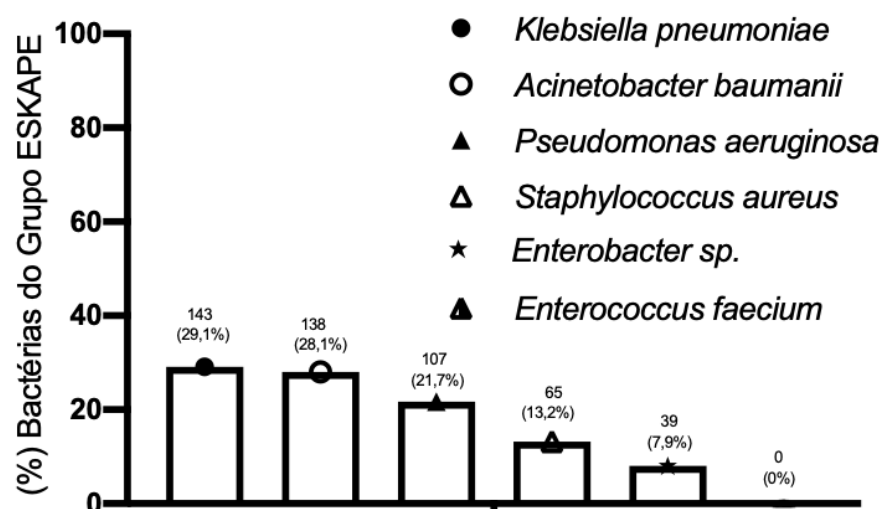 (%) Bactérias do Grupo ESKAPE
100
80
60
40
20
0
Klebsiella pneumoniae
Acinetobacter baumanii
Pseudomonas aeruginosa
Staphylococcus aureus
Enterobacter sp.
Enterococcus faecium
143
(29,1%)
138
(28,1%)
107
(21,7%)
65
(13,2%)
39
(7,9%)
0
(0%)